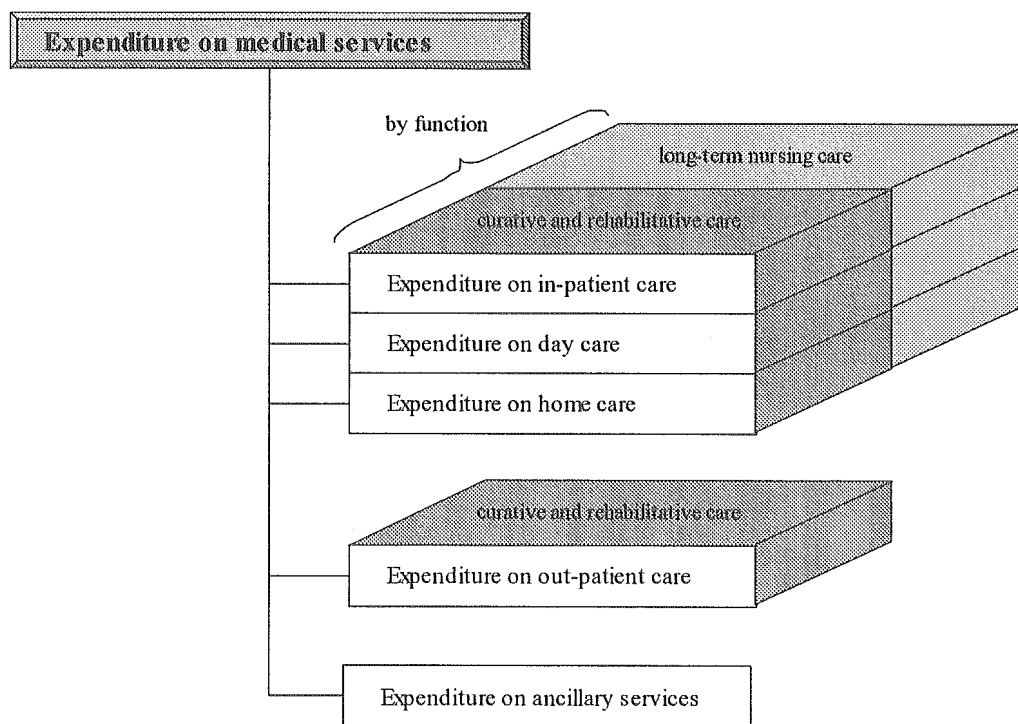 Expenditure on medical services
by function
long-term nursing care
curative and rehabilitative care
Expenditure on in-patient care
Expenditure on day care
Expenditure on home care
curative and rehabilitative care
Expenditure on out-patient care
Expenditure on ancillary services